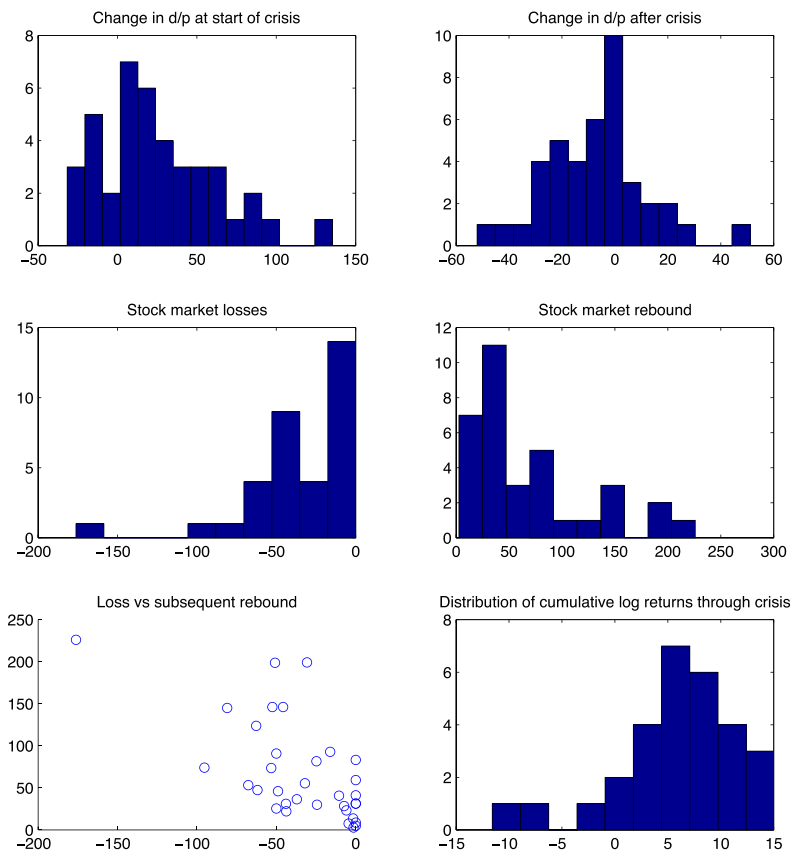 Change in d/p at start of crisis
8
6
4
2
0
−50 0 50 100 150
Change in d/p after crisis
10
8
6
4
2
0
−60 −40 −20 0 20 40 60
Stock market losses
15
10
5
0
−200 −150 −100 −50 0
Stock market rebound
12
10
8
6
4
2
0
0 50 100 150 200 250 300
Loss vs subsequent rebound
250
200
150
100
50
0
−200 −150 −100 −50 0
Distribution of cumulative log returns through crisis
8
6
4
2
0
−15 −10 −5 0 5 10 15